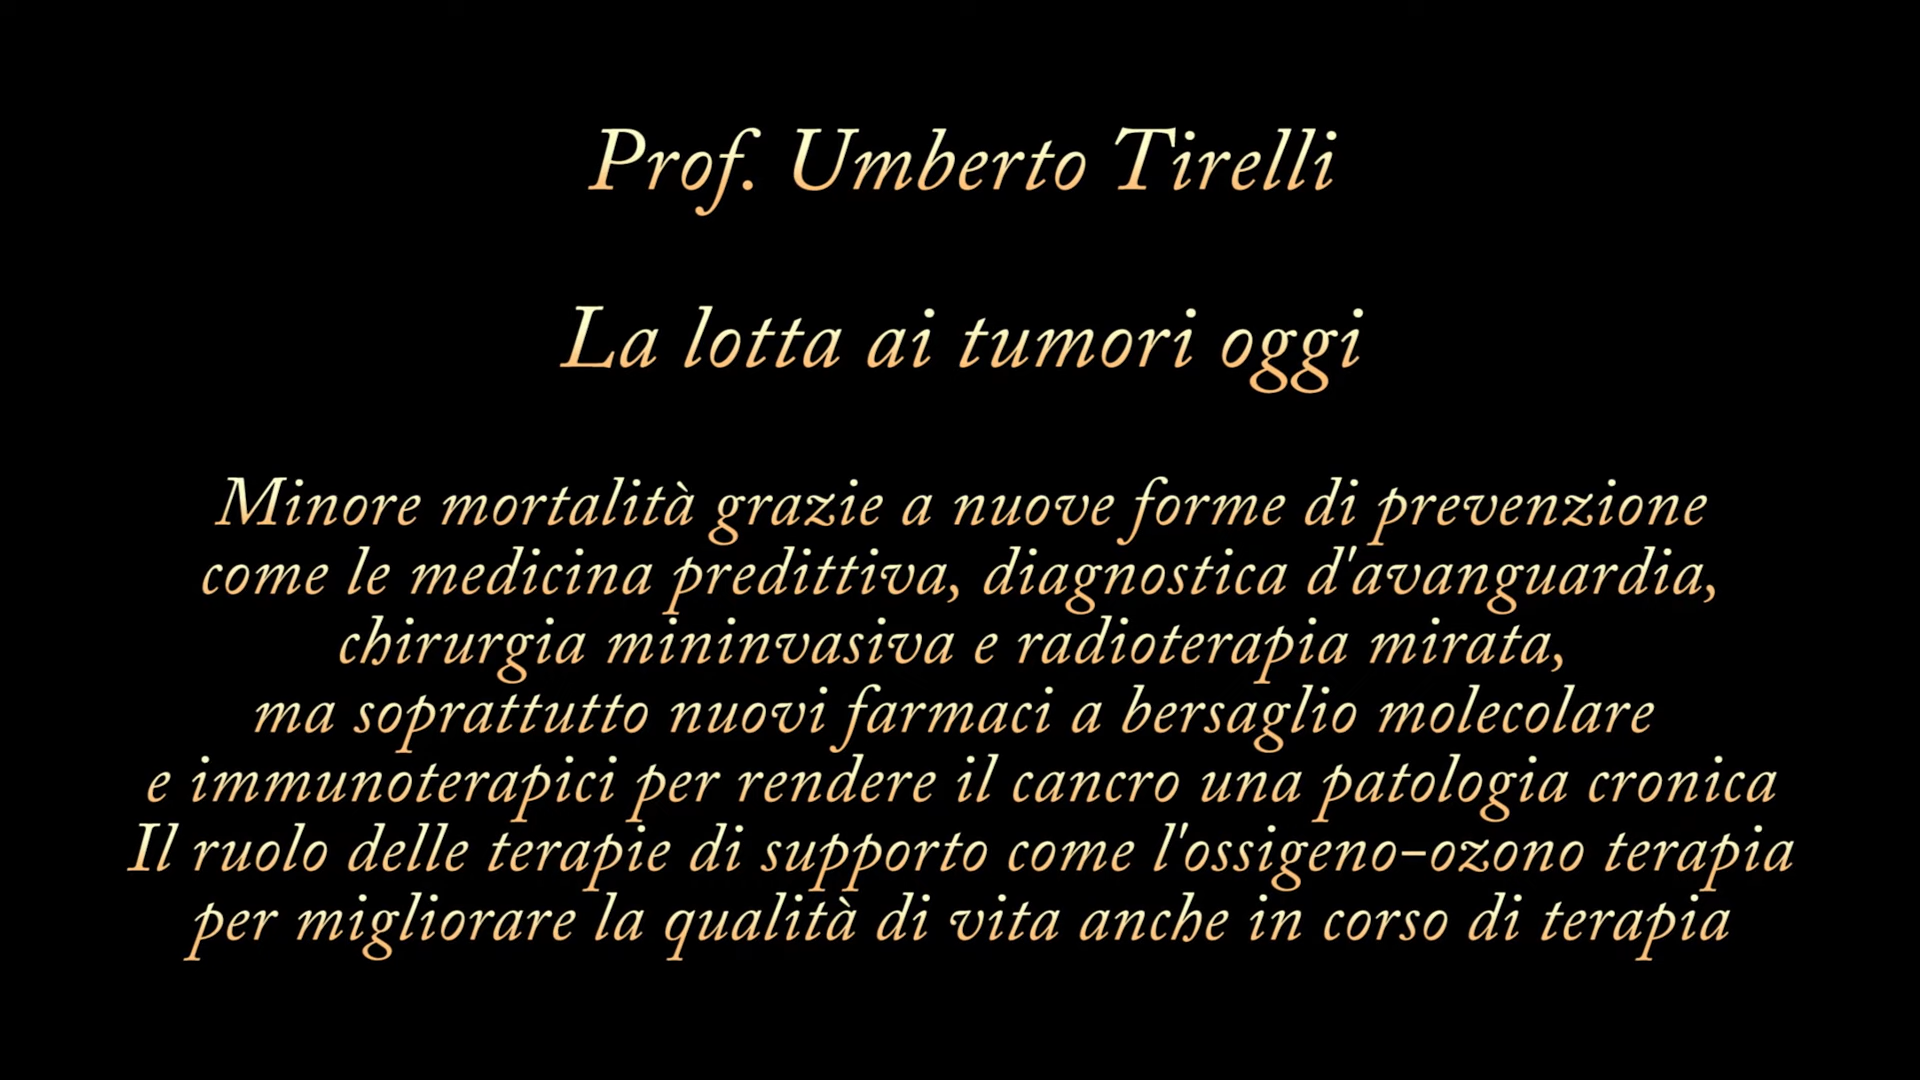 Prof. Umberto Tirelli
La lotta ai tumori oggi
Minore mortalità grazie a nuove forme di prevenzione
come le medicina predittiva, diagnostica d'avanguardia,
chirurgia mininvasiva e radioterapia mirata,
ma soprattutto nuovi farmaci a bersaglio molecolare
e immunoterapici per rendere il cancro una patologia cronica
Il ruolo delle terapie di supporto come l'ossigeno-ozono terapia
per migliorare la qualità di vita anche in corso di terapia